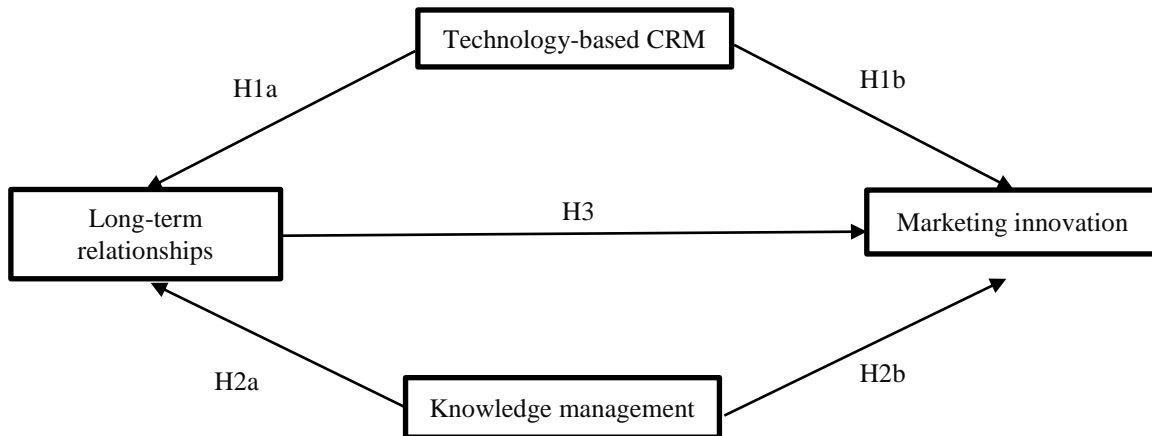 Technology-based CRM
H1a
H1b
Long-term
relationships
H3
Marketing innovation
H2a
H2b
Knowledge management